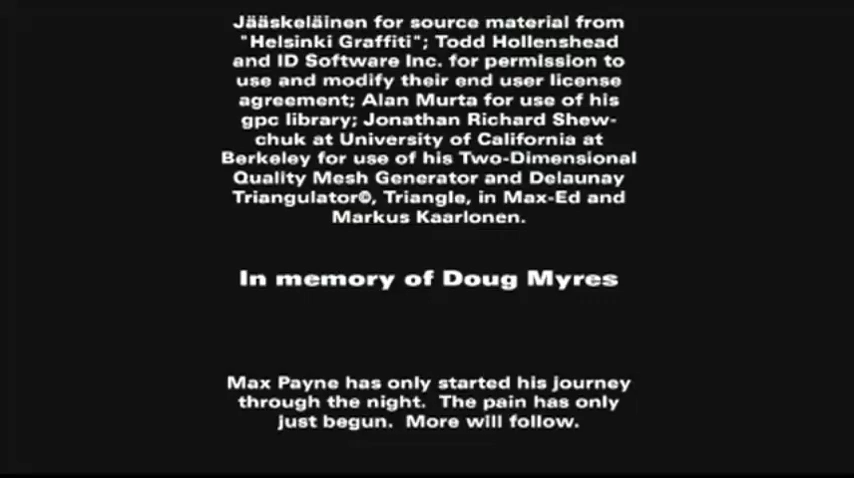 Jääskeläinen for source material from
"Helsinki Graffiti"; Todd Hollenshead
and ID Software Inc. for permission to
use and modify their end user license
agreement; Alan Murta for use of his
gpc library; Jonathan Richard Shew-
chuk at University of California at
Berkeley for use of his Two-Dimensional
Quality Mesh Generator and Delaunay
Triangulator©, Triangle, in Max-Ed and
Markus Kaarlonen.
In memory of Doug Myres
Max Payne has only started his journey
through the night. The pain has only
just begun. More will follow.